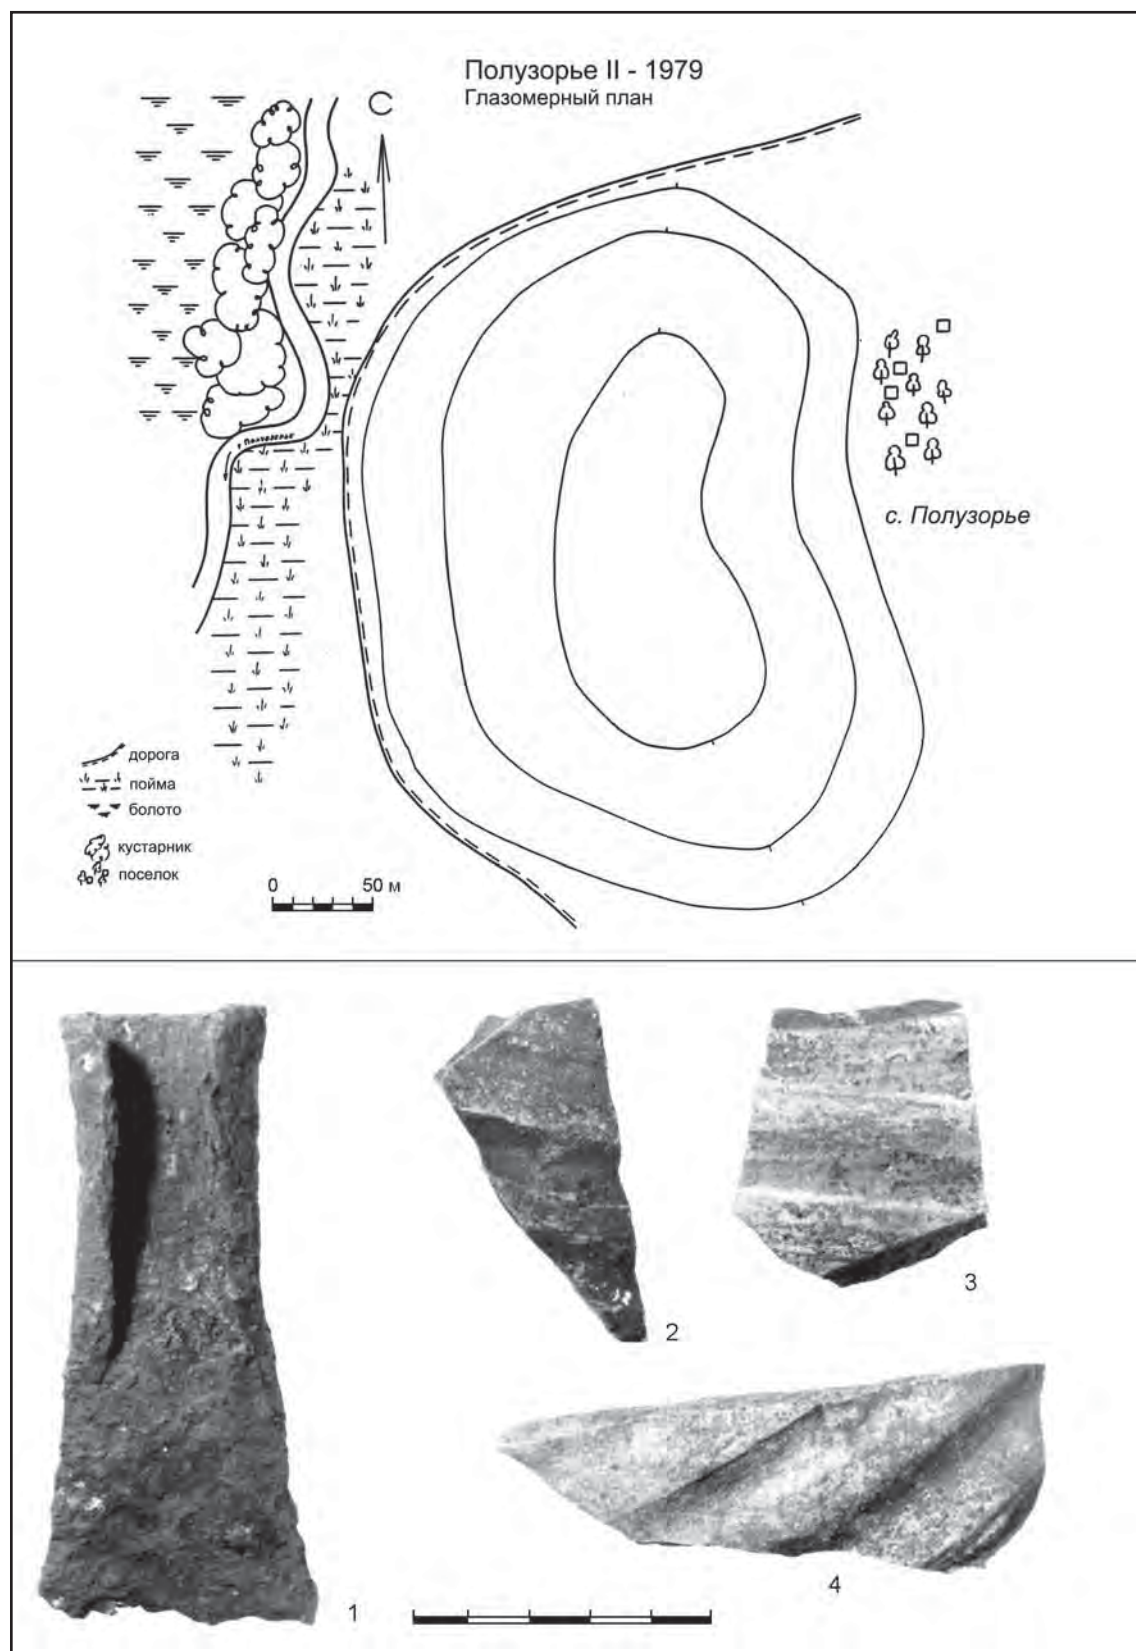 Полузорье II - 1979
Глазомерный план
С
с. Полузорье
дорога
пойма
болото
кустарник
поселок
0 50 м
1
2
3
4